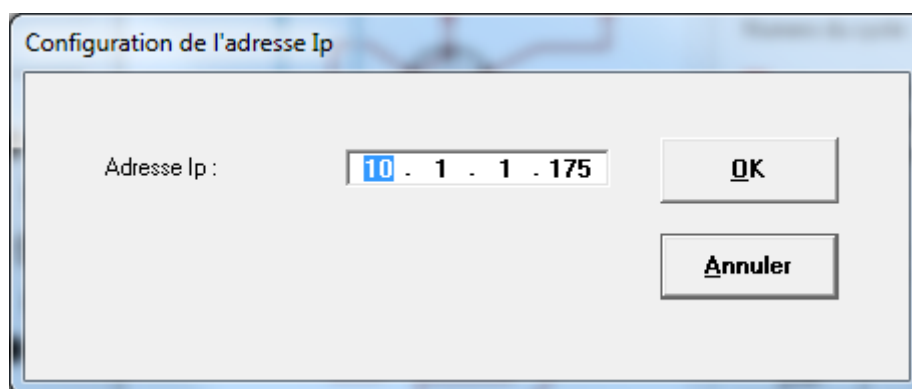 Configuration de l'adresse Ip
Adresse Ip :
10 . 1 . 1 . 175
OK
Annuler